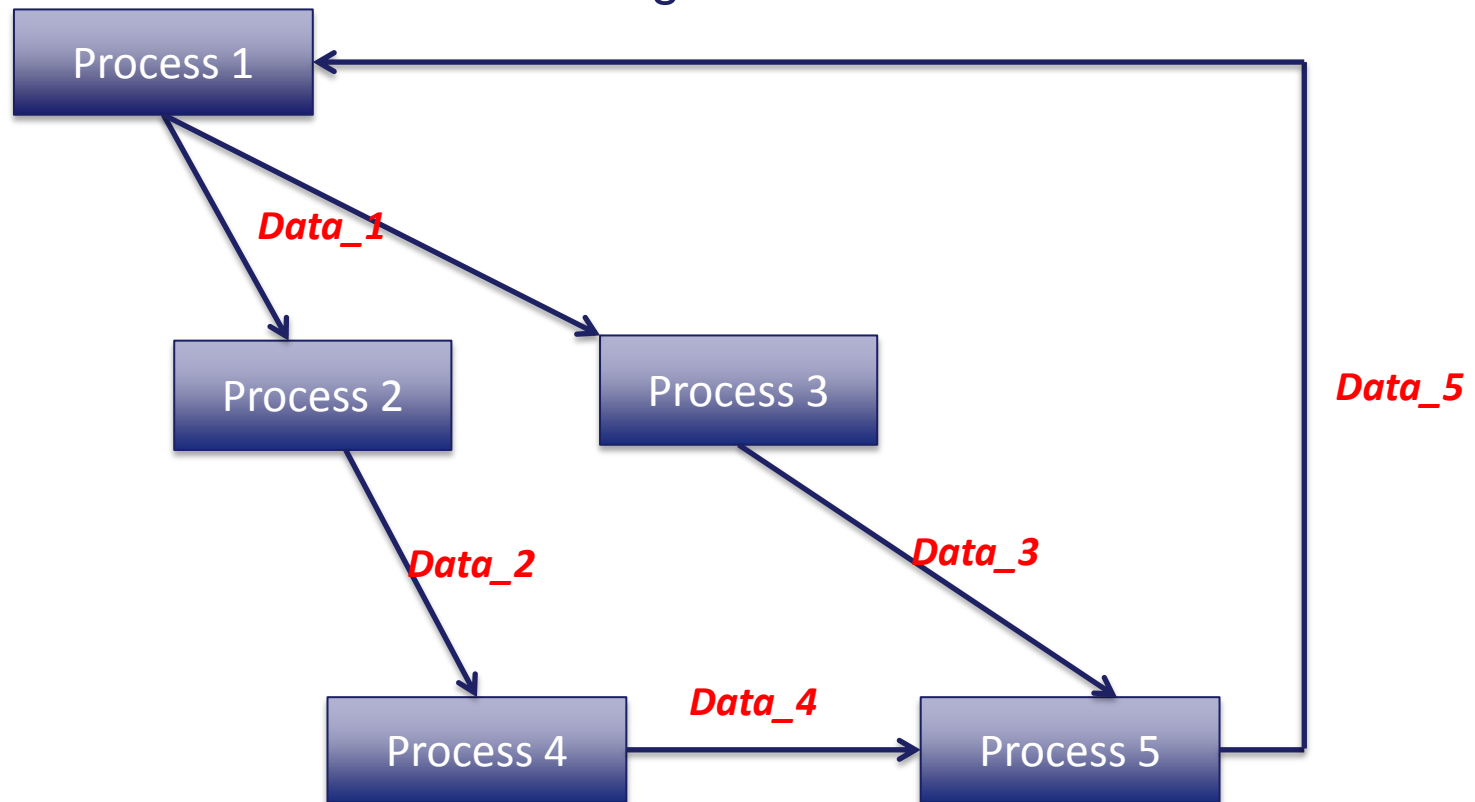 Process 1
Data_1
Process 2
Process 3
Data_5
Data_2
Data_3
Data_4
Process 4
Process 5